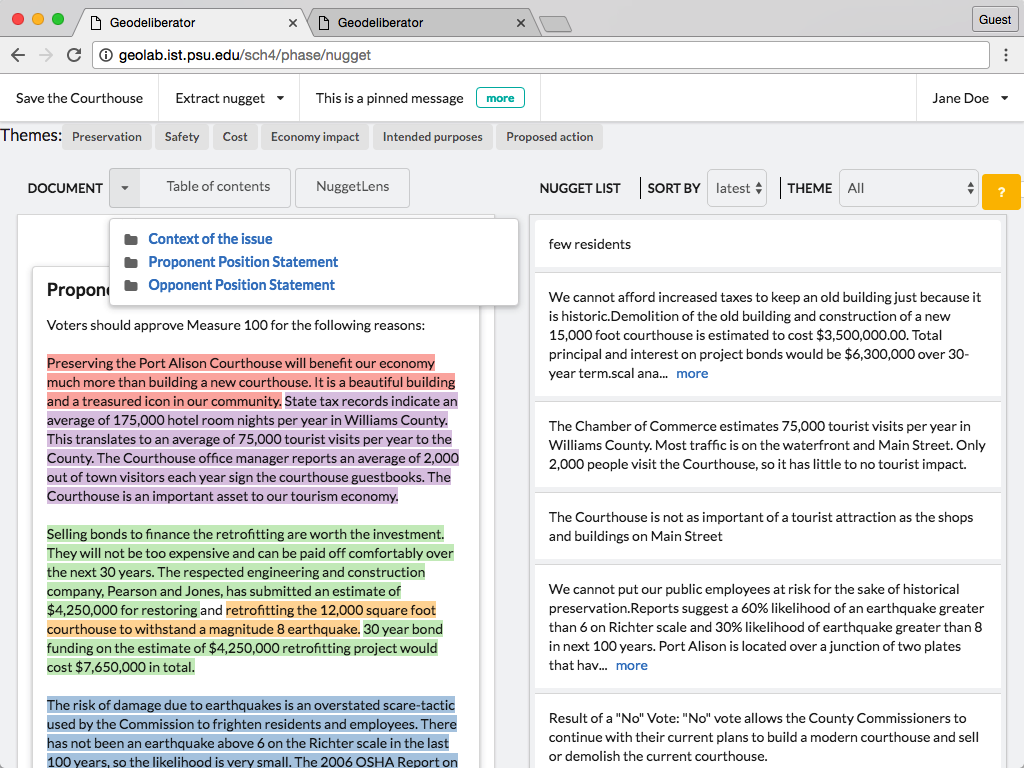 Geodeliberator
Geodeliberator
Guest
geolab.ist.psu.edu/sch4/phase/nugget
Save the Courthouse
Extract nugget
This is a pinned message
more
Jane Doe
Themes:
Preservation
Safety
Cost
Economy impact
Intended purposes
Proposed action
DOCUMENT
Table of contents
NuggetLens
NUGGET LIST
SORT BY
latest
THEME
All
?
Context of the issue
Proponent Position Statement
Opponent Position Statement
Voters should approve Measure 100 for the following reasons:
Preserving the Port Alison Courthouse will benefit our economy
much more than building a new courthouse. It is a beautiful building
and a treasured icon in our community. State tax records indicate an
average of 175,000 hotel room nights per year in Williams County.
This translates to an average of 75,000 tourist visits per year to the
County. The Courthouse office manager reports an average of 2,000
out of town visitors each year sign the courthouse guestbooks. The
Courthouse is an important asset to our tourism economy.
Selling bonds to finance the retrofitting are worth the investment.
They will not be too expensive and can be paid off comfortably over
the next 30 years. The respected engineering and construction
company, Pearson and Jones, has submitted an estimate of
$4,250,000 for restoring and retrofitting the 12,000 square foot
courthouse to withstand a magnitude 8 earthquake. 30 year bond
funding on the estimate of $4,250,000 retrofitting project would
cost $7,650,000 in total.
The risk of damage due to earthquakes is an overstated scare-tactic
used by the Commission to frighten residents and employees. There
has not been an earthquake above 6 on the Richter scale in the last
100 years, so the likelihood is very small. The 2006 OSHA Report on
few residents
We cannot afford increased taxes to keep an old building just because it
is historic.Demolition of the old building and construction of a new
15,000 foot courthouse is estimated to cost $3,500,000.00. Total
principal and interest on project bonds would be $6,300,000 over 30-
year term.scal ana... more
The Chamber of Commerce estimates 75,000 tourist visits per year in
Williams County. Most traffic is on the waterfront and Main Street. Only
2,000 people visit the Courthouse, so it has little to no tourist impact.
The Courthouse is not as important of a tourist attraction as the shops
and buildings on Main Street
We cannot put our public employees at risk for the sake of historical
preservation.Reports suggest a 60% likelihood of an earthquake greater
than 6 on Richter scale and 30% likelihood of earthquake greater than 8
in next 100 years. Port Alison is located over a junction of two plates
that hav... more
Result of a "No" Vote: "No" vote allows the County Commissioners to
continue with their current plans to build a modern courthouse and sell
or demolish the current courthouse.